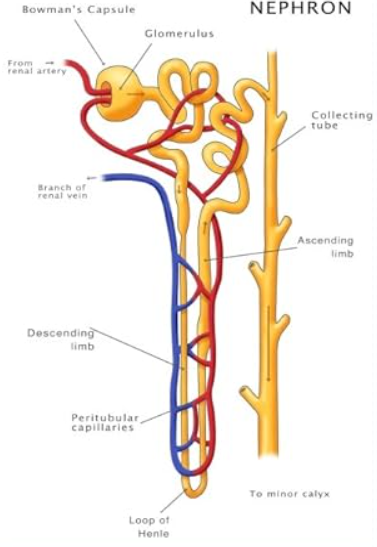 NEPHRON
Bowman's Capsule
Glomerulus
From
renal artery
Collecting
tube
Branch of
renal vein
Ascending
limb
Descending
limb
Peritubular
capillaries
To minor calyx
Loop of
Henle